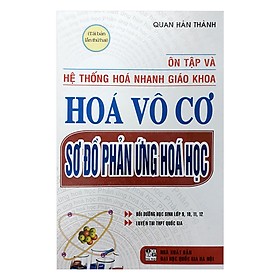 QUAN HÁN THÀNH
(Tái bản
lần thứ hai)
ÔN TẬP VÀ
HỆ THỐNG HOÁ NHANH GIÁO KHOA
HOÁ VÔ CƠ
SƠ ĐỒ PHẢN ỨNG HOÁ HỌC
BỒI DƯỠNG HỌC SINH LỚP 9, 10, 11, 12
LUYỆN THI THPT QUỐC GIA
NHÀ XUẤT BẢN
ĐẠI HỌC QUỐC GIA HÀ NỘI